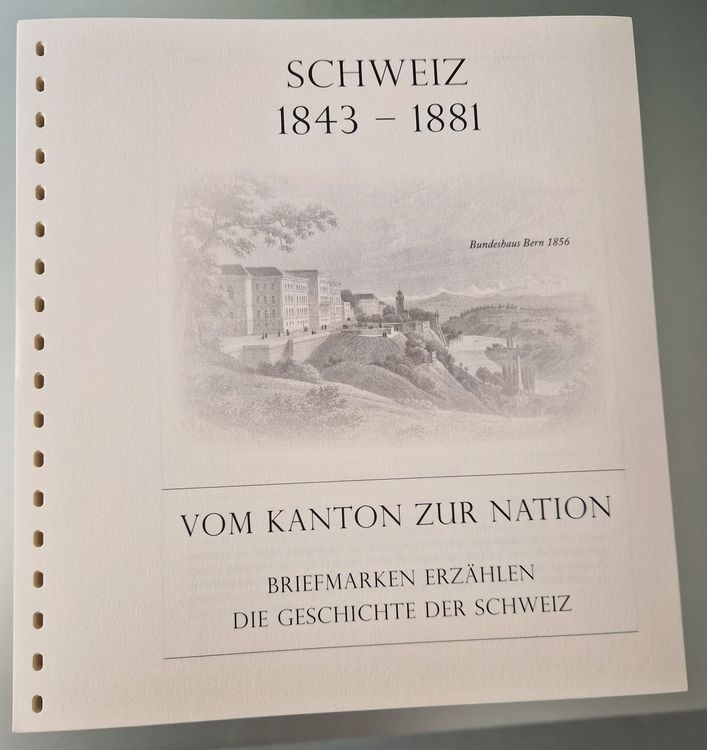 SCHWEIZ
1843 – 1881
Bundeshaus Bern 1856
VOM KANTON ZUR NATION
BRIEFMARKEN ERZÄHLEN
DIE GESCHICHTE DER SCHWEIZ